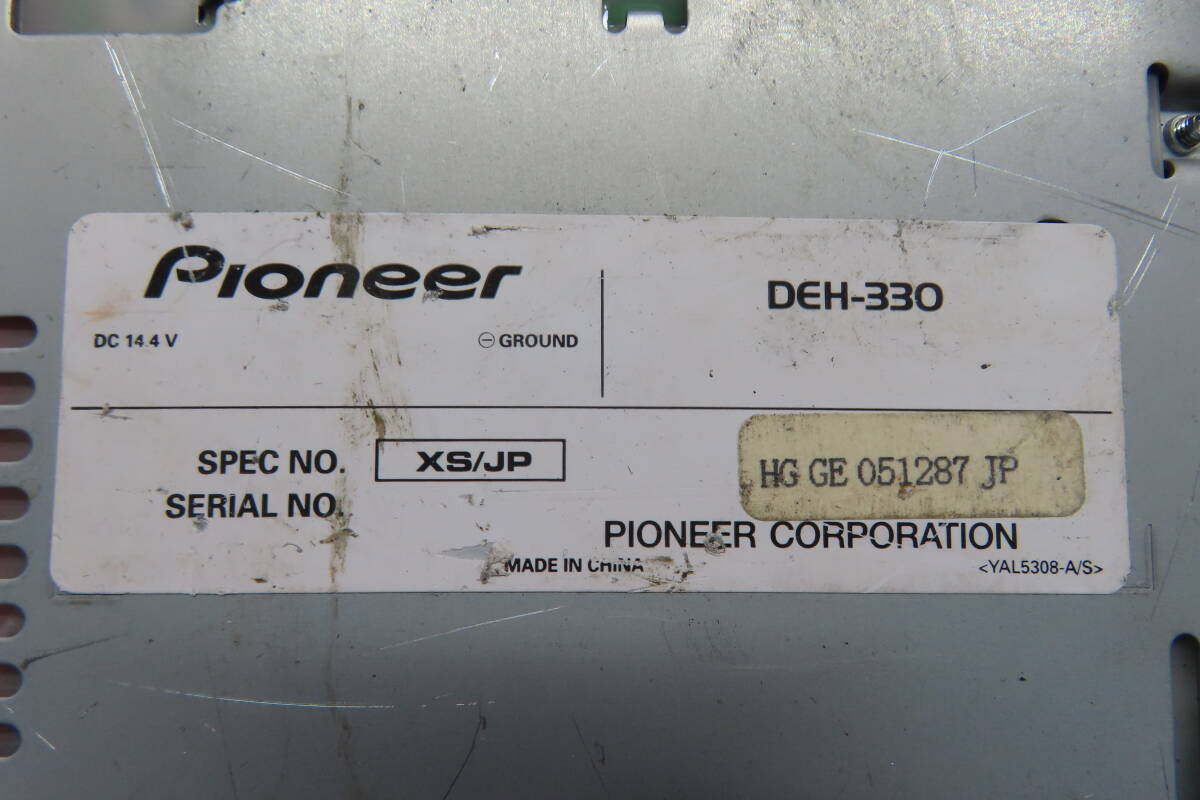 Pioneer
DEH-330
DC 14.4 V
⊖ GROUND
SPEC NO. XS/JP
HG GE 051287 JP
SERIAL NO.
PIONEER CORPORATION
MADE IN CHINA
<YAL5308-A/S>